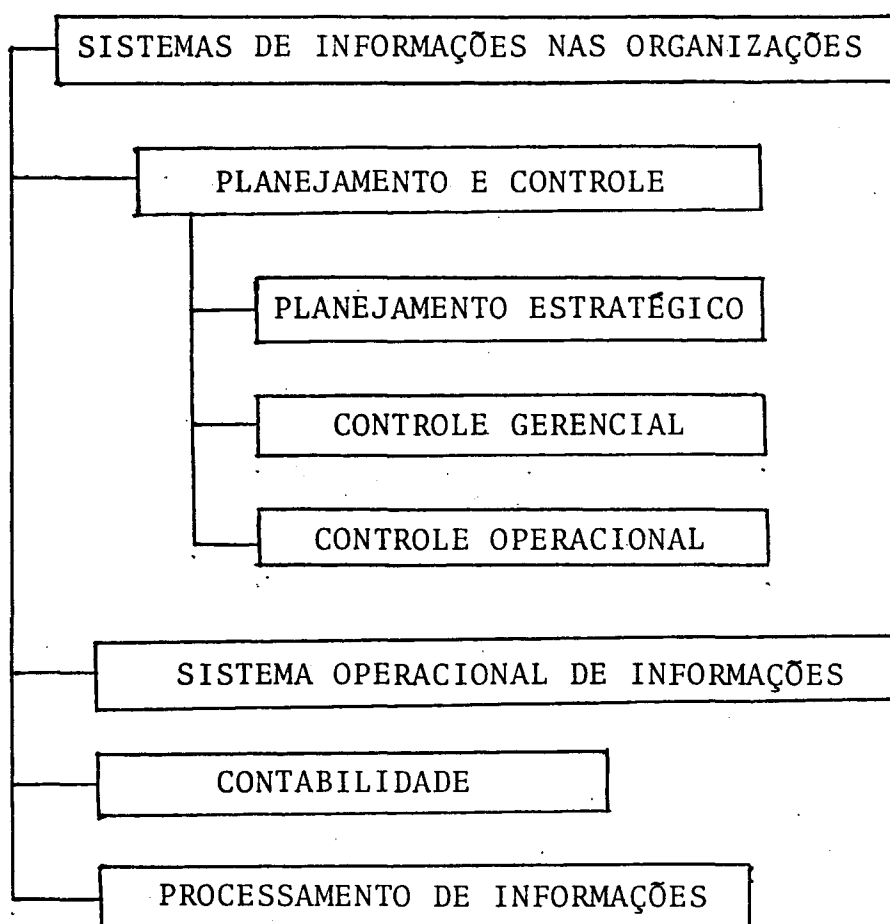 SISTEMAS DE INFORMAÇÕES NAS ORGANIZAÇÕES
PLANEJAMENTO E CONTROLE
PLANEJAMENTO ESTRATÉGICO
CONTROLE GERENCIAL
CONTROLE OPERACIONAL
SISTEMA OPERACIONAL DE INFORMAÇÕES
CONTABILIDADE
PROCESSAMENTO DE INFORMAÇÕES